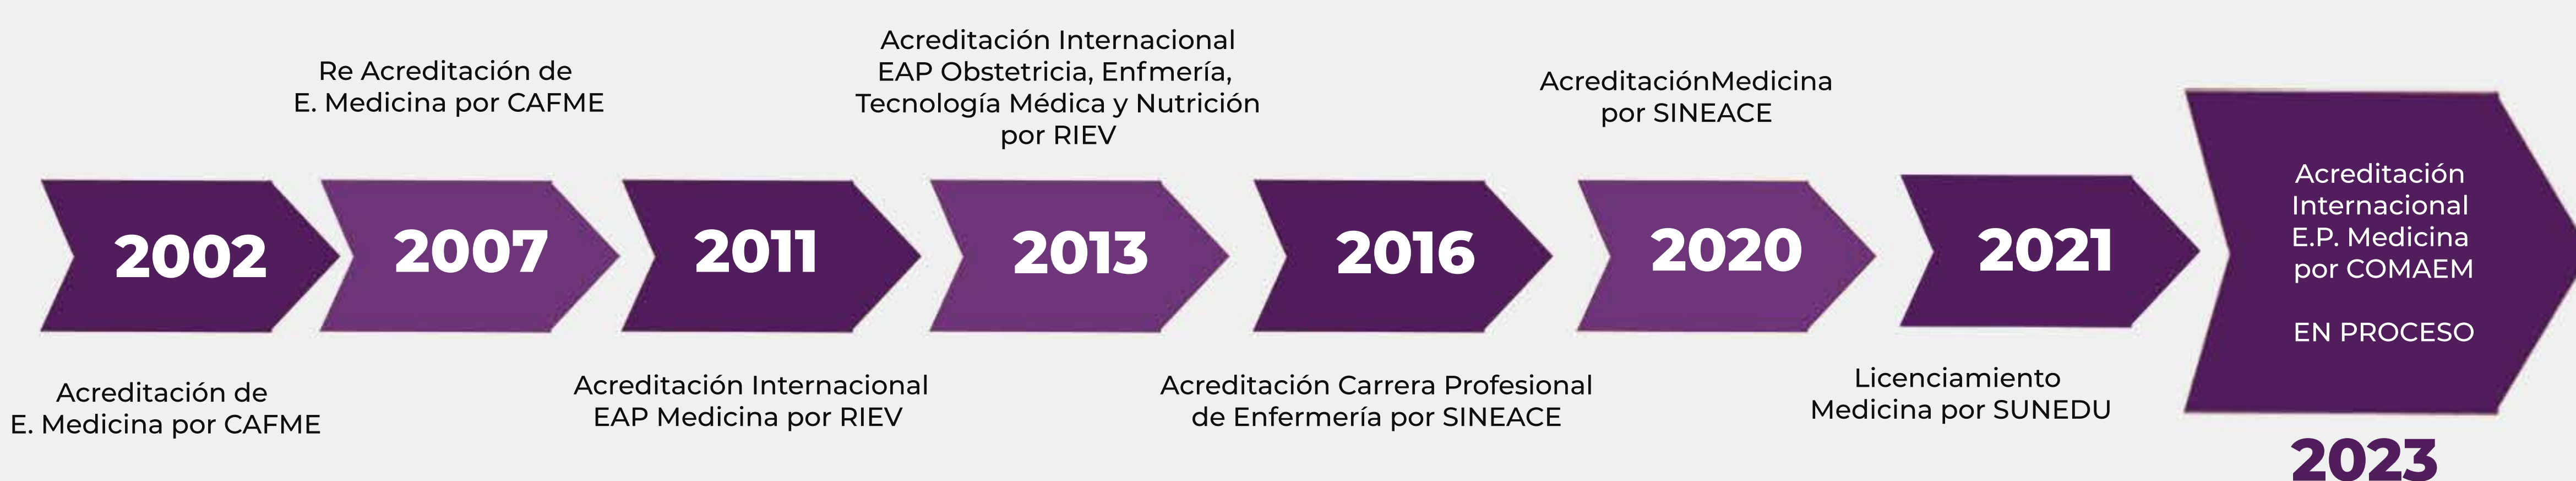 2002
Acreditación de
E. Medicina por CAFME
Re Acreditación de
E. Medicina por CAFME
2007
2011
Acreditación Internacional
EAP Medicina por RIEV
Acreditación Internacional
EAP Obstetricia, Enfmería,
Tecnología Médica y Nutrición
por RIEV
2013
2016
Acreditación Carrera Profesional
de Enfermería por SINEACE
AcreditaciónMedicina
por SINEACE
2020
2021
Licenciamiento
Medicina por SUNEDU
Acreditación
Internacional
E.P. Medicina
por COMAEM
EN PROCESO
2023